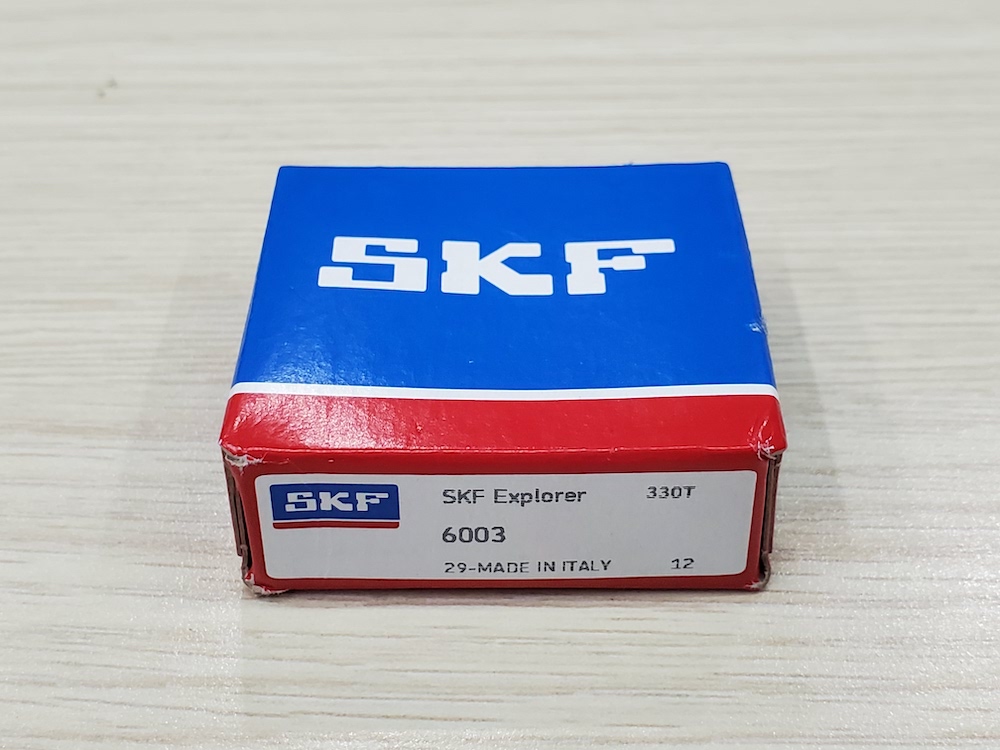 SKF
SKF
SKF Explorer 330T
6003
29-MADE IN ITALY 12